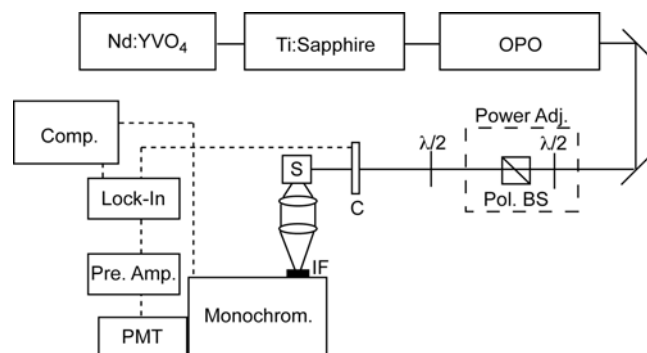 Nd:YVO₄
Ti:Sapphire
OPO
Power Adj.
λ/2
λ/2
Pol. BS
Comp.
S
C
Lock-In
Pre. Amp.
IF
Monochrom.
PMT